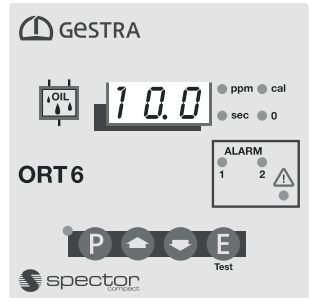 GESTRA
OIL
10.0
ppm cal
sec 0
ALARM
1 2
ORT6
P E
Test
spector
compact